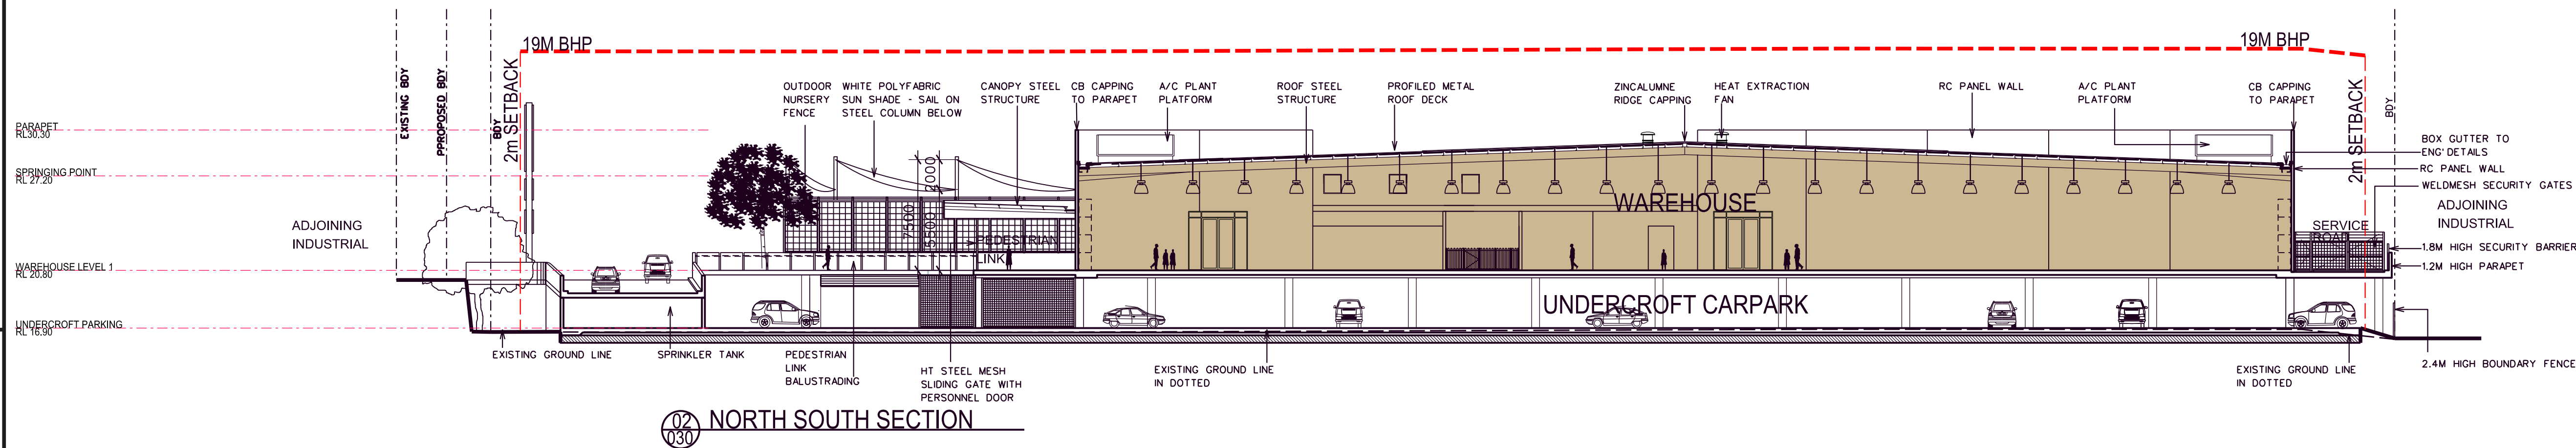 19M BHP
19M BHP
EXISTING BDY
PPROPOSED BDY
BDY
2m SETBACK
OUTDOOR
NURSERY
FENCE
WHITE POLYFABRIC
SUN SHADE - SAIL ON
STEEL COLUMN BELOW
CANOPY STEEL
STRUCTURE
CB CAPPING
TO PARAPET
A/C PLANT
PLATFORM
ROOF STEEL
STRUCTURE
PROFILED METAL
ROOF DECK
ZINCALUMNE
RIDGE CAPPING
HEAT EXTRACTION
FAN
RC PANEL WALL
A/C PLANT
PLATFORM
CB CAPPING
TO PARAPET
2m SETBACK
BDY
PARAPET
RL30.30
SPRINGING POINT
RL 27.20
WAREHOUSE LEVEL 1
RL 20.80
UNDERCROFT PARKING
RL 16.90
ADJOINING
INDUSTRIAL
2000
7500
5500
PEDESTRIAN
LINK
WAREHOUSE
SERVICE
ROAD
BOX GUTTER TO
ENG' DETAILS
RC PANEL WALL
WELDMESH SECURITY GATES
ADJOINING
INDUSTRIAL
1.8M HIGH SECURITY BARRIER
1.2M HIGH PARAPET
UNDERCROFT CARPARK
EXISTING GROUND LINE
SPRINKLER TANK
PEDESTRIAN
LINK
BALUSTRADING
HT STEEL MESH
SLIDING GATE WITH
PERSONNEL DOOR
EXISTING GROUND LINE
IN DOTTED
EXISTING GROUND LINE
IN DOTTED
2.4M HIGH BOUNDARY FENCE
02
030
NORTH SOUTH SECTION